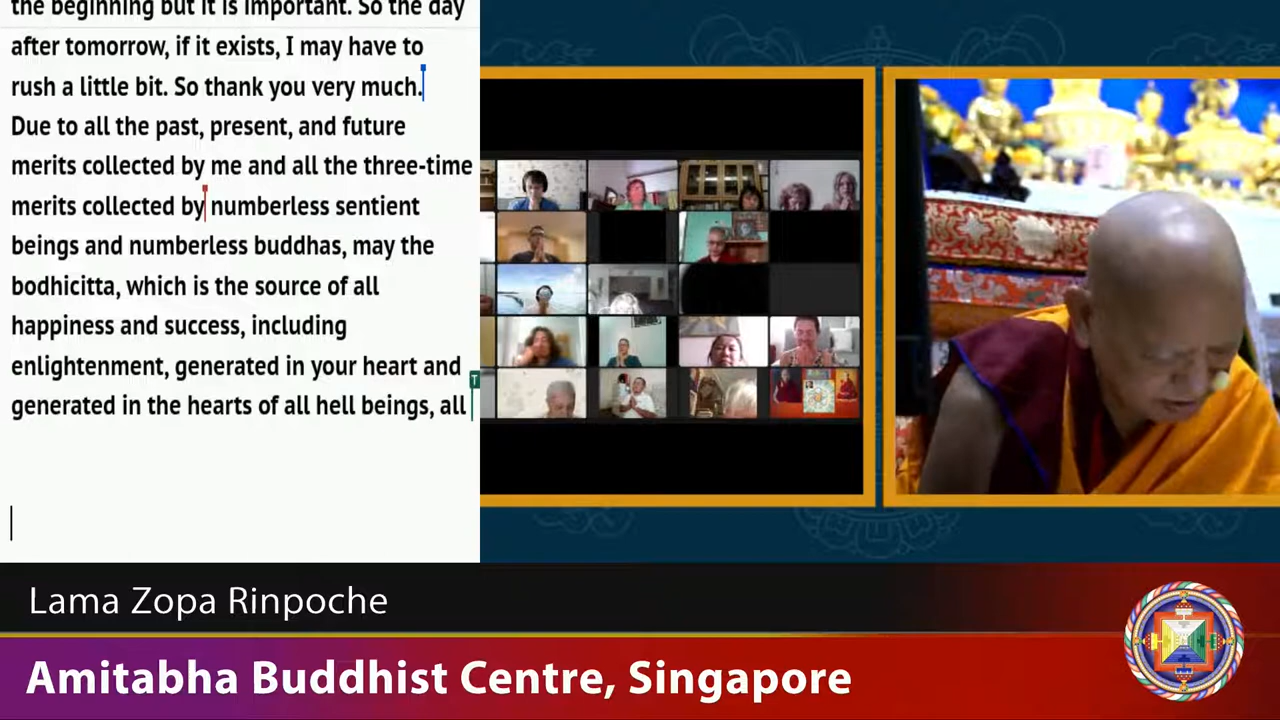 the beginning but it is important. So the day
after tomorrow, if it exists, I may have to
rush a little bit. So thank you very much.
Due to all the past, present, and future
merits collected by me and all the three-time
merits collected by numberless sentient
beings and numberless buddhas, may the
bodhicitta, which is the source of all
happiness and success, including
enlightenment, generated in your heart and
generated in the hearts of all hell beings, all
T
Lama Zopa Rinpoche
Amitabha Buddhist Centre, Singapore